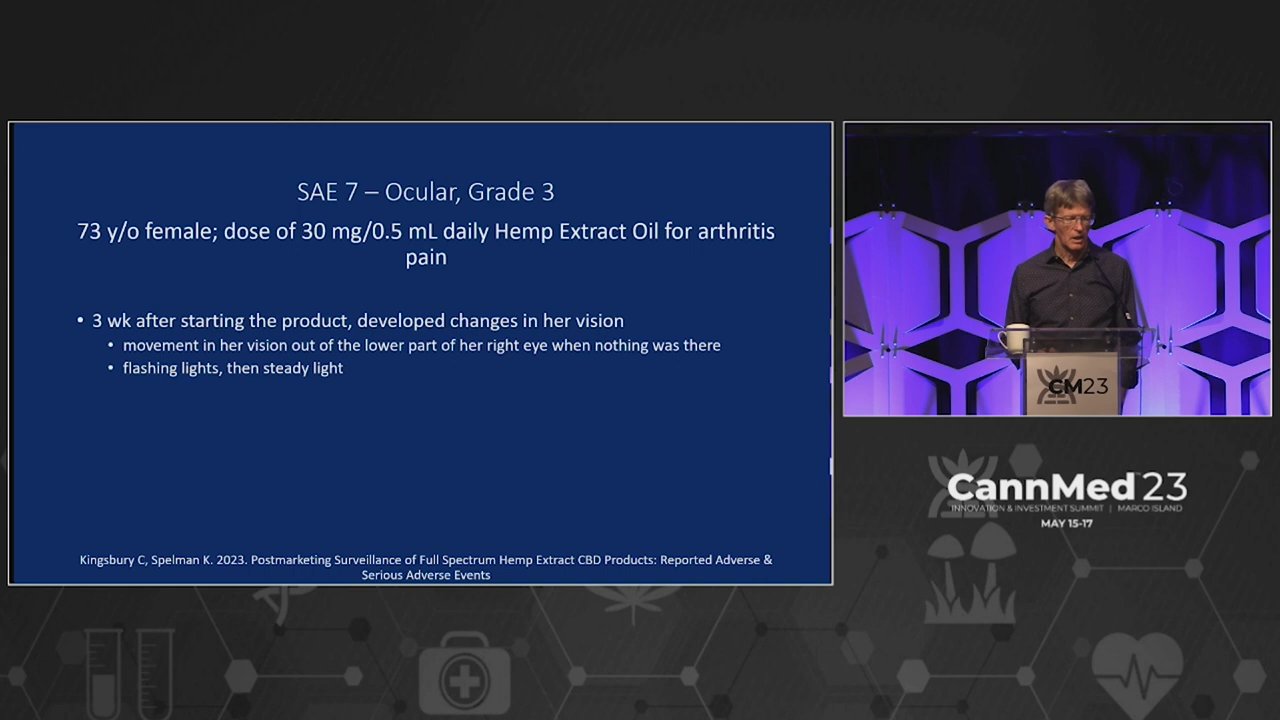 SAE 7 – Ocular, Grade 3
73 y/o female; dose of 30 mg/0.5 mL daily Hemp Extract Oil for arthritis
pain
• 3 wk after starting the product, developed changes in her vision
• movement in her vision out of the lower part of her right eye when nothing was there
• flashing lights, then steady light
Kingsbury C, Spelman K. 2023. Postmarketing Surveillance of Full Spectrum Hemp Extract CBD Products: Reported Adverse &
Serious Adverse Events
CM23
CannMed 23
INNOVATION & INVESTMENT SUMMIT | MARCO ISLAND
MAY 15-17